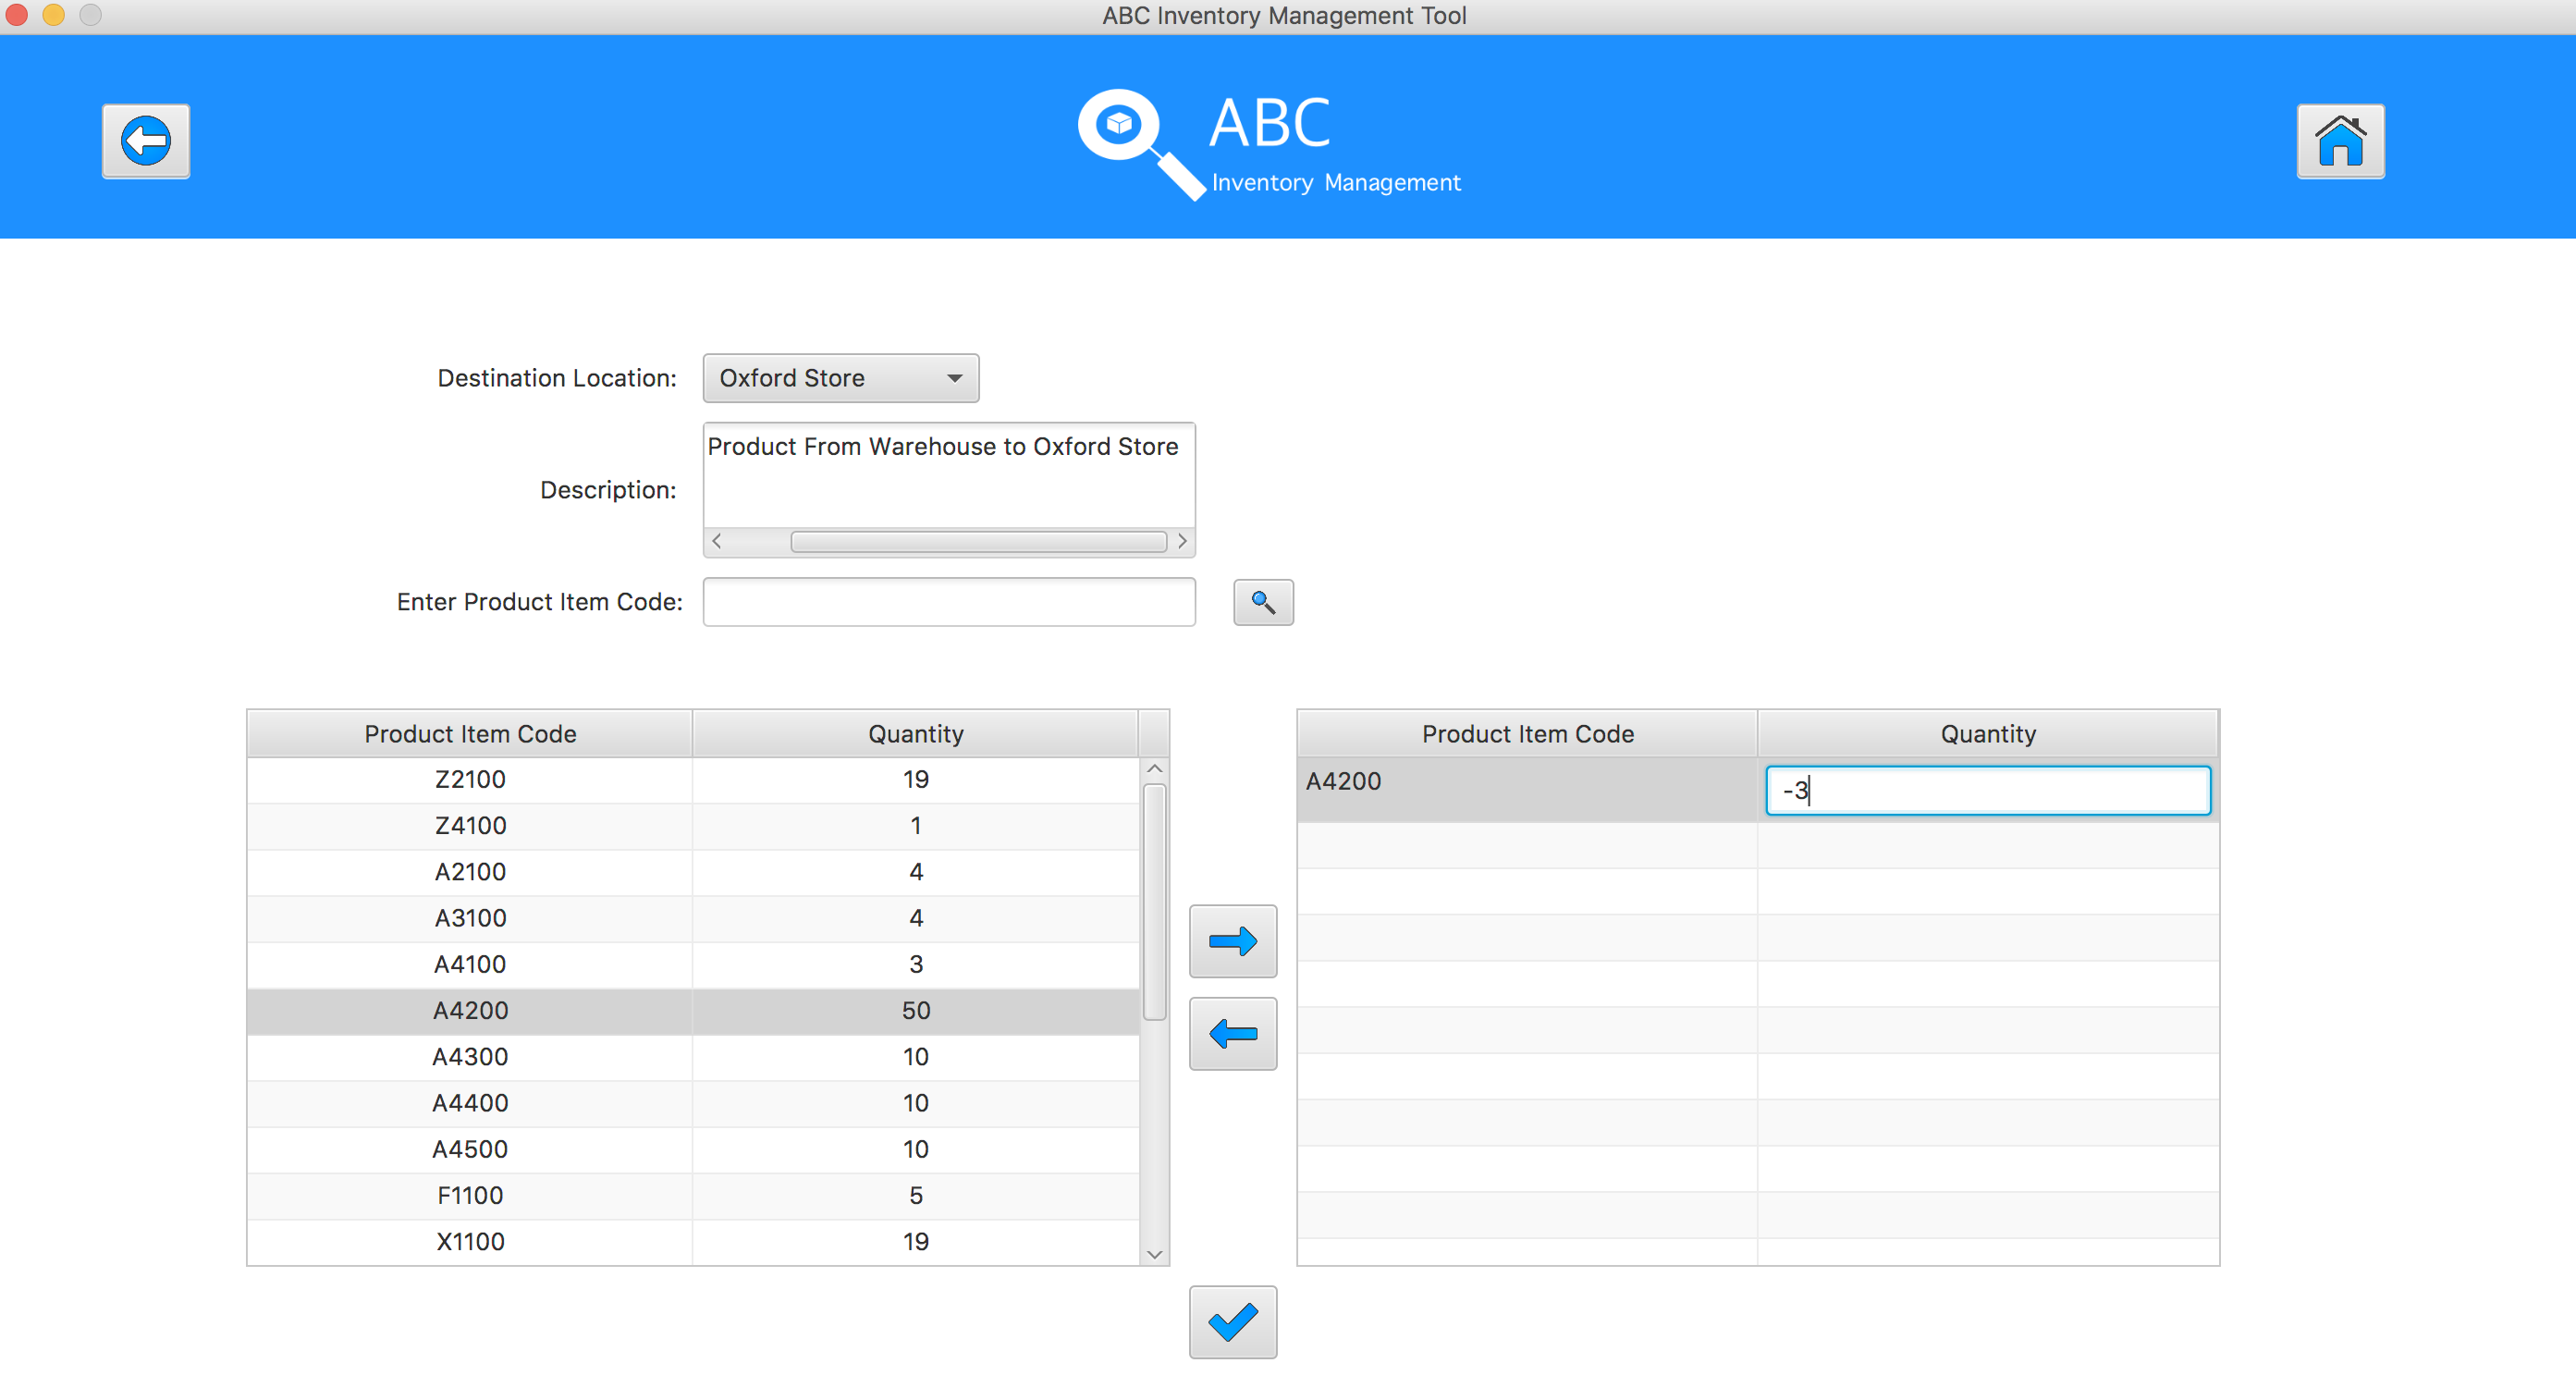 ABC Inventory Management Tool
ABC
Inventory Management
Destination Location: Oxford Store
Product From Warehouse to Oxford Store
Description:
Enter Product Item Code:
Product Item Code Quantity
Z2100 19
Z4100 1
A2100 4
A3100 4
A4100 3
A4200 50
A4300 10
A4400 10
A4500 10
F1100 5
X1100 19
Product Item Code Quantity
A4200 -3